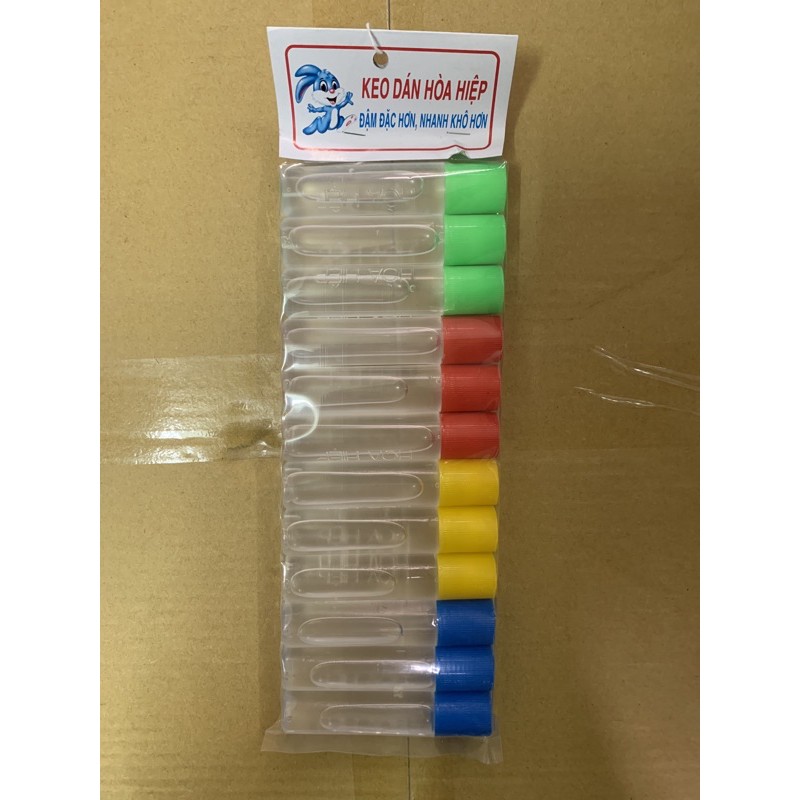 KEO DÁN HÒA HIỆP
ĐẬM ĐẶC HƠN, NHANH KHÔ HƠN